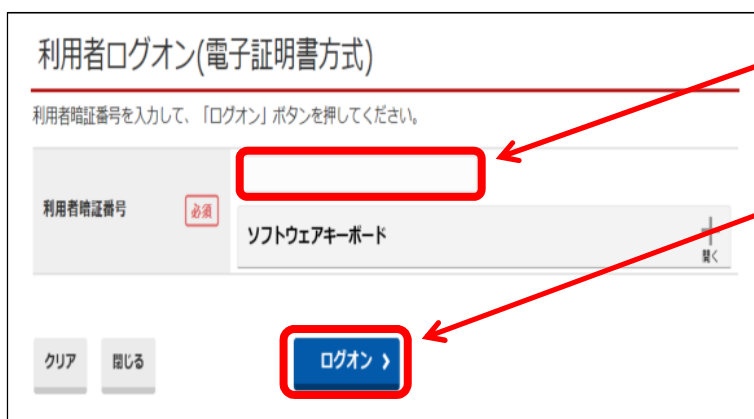 利用者ログオン(電子証明書方式)
利用者暗証番号を入力して、「ログオン」ボタンを押してください。
利用者暗証番号 必須
ソフトウェアキーボード
開く
クリア 閉じる ログオン ›